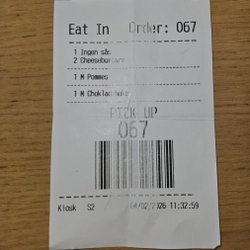 Eat In Order: 067
1 Ingen sås
2 Cheeseburgare
1 M Pommes
1 M Chokladshake
PICK UP
067
Kiosk S2 04/02/2026 11:32:59